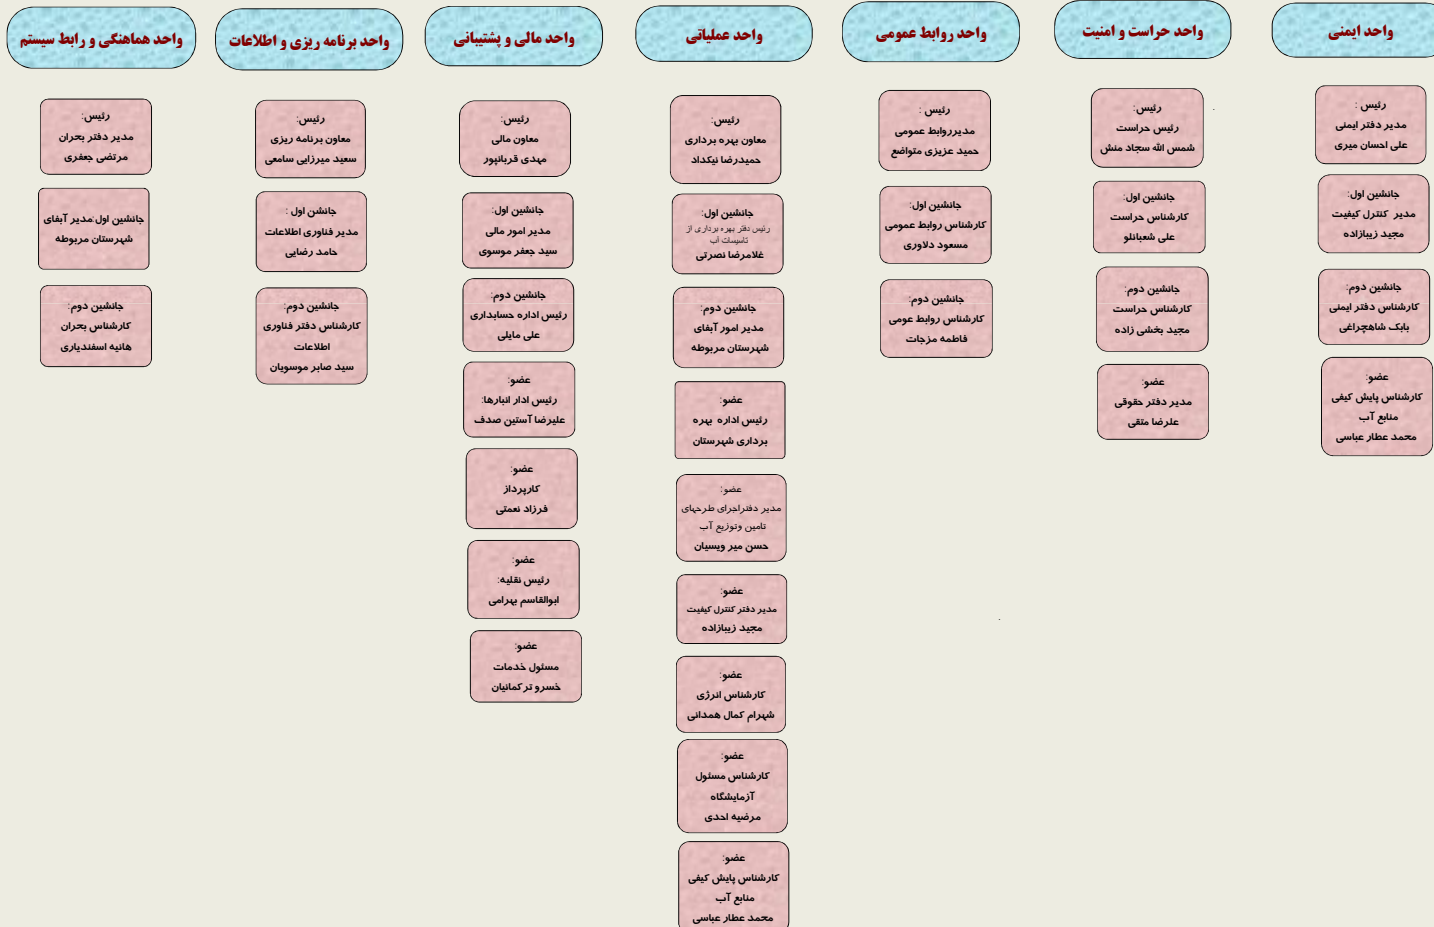 واحد ایمنی
رئیس :
مدیر دفتر ایمنی
علی احسان میری
جانشین اول:
مدیر کنترل کیفیت
مجید زیبازاده
جانشین دوم:
کارشناس دفتر ایمنی
بابک شاهچراغی
عضو:
کارشناس پایش کیفی
منابع آب
محمد عطار عباسی
واحد حراست و امنیت
رئیس:
رئیس حراست
شمس الله سجاد منش
جانشین اول:
کارشناس حراست
علی شعبانلو
جانشین دوم:
کارشناس حراست
مجید بخشی زاده
عضو:
مدیر دفتر حقوقی
علرضا متقی
واحد روابط عمومی
رئیس :
مدیرروابط عمومی
حمید عزیزی متواضع
جانشین اول:
کارشناس روابط عمومی
مسعود دلاوری
جانشین دوم:
کارشناس روابط عومی
فاطمه مزجات
واحد عملیاتی
رئیس:
معاون بهره برداری
حمیدرضا نیکداد
جانشین اول:
رئیس دفتر بهره برداری از
تاسیسات آب
غلامرضا نصرتی
جانشین دوم:
مدیر امور آبفای
شهرستان مربوطه
عضو:
رئیس اداره بهره
برداری شهرستان
عضو:
مدیر دفتراجرای طرحهای
تامین وتوزیع آب
حسن میر ویسیان
عضو:
مدیر دفتر کنترل کیفیت
مجید زیبازاده
عضو:
کارشناس انرژی
شهرام کمال همدانی
عضو:
کارشناس مسئول
آزمایشگاه
مرضیه احدی
عضو:
کارشناس پایش کیفی
منابع آب
محمد عطار عباسی
واحد مالی و پشتیبانی
رئیس:
معاون مالی
مهدی قربانپور
جانشین اول:
مدیر امور مالی
سید جعفر موسوی
جانشین دوم:
رئیس اداره حسابداری
علی مایلی
عضو:
رئیس ادار انبارها:
علیرضا آستین صدف
عضو:
کارپرداز
فرزاد نعمتی
عضو:
رئیس نقلیه:
ابوالقاسم بهرامی
عضو:
مسئول خدمات
خسرو ترکمانیان
واحد برنامه ریزی و اطلاعات
رئیس:
معاون برنامه ریزی
سعید میرزایی سامعی
جانشن اول :
مدیر فناوری اطلاعات
حامد رضایی
جانشین دوم:
کارشناس دفتر فناوری
اطلاعات
سید صابر موسویان
واحد هماهنگی و رابط سیستم
رئیس:
مدیر دفتر بحران
مرتضی جعفری
جانشین اول:مدیر آبفای
شهرستان مربوطه
جانشین دوم:
کارشناس بحران
هانیه اسفندیاری